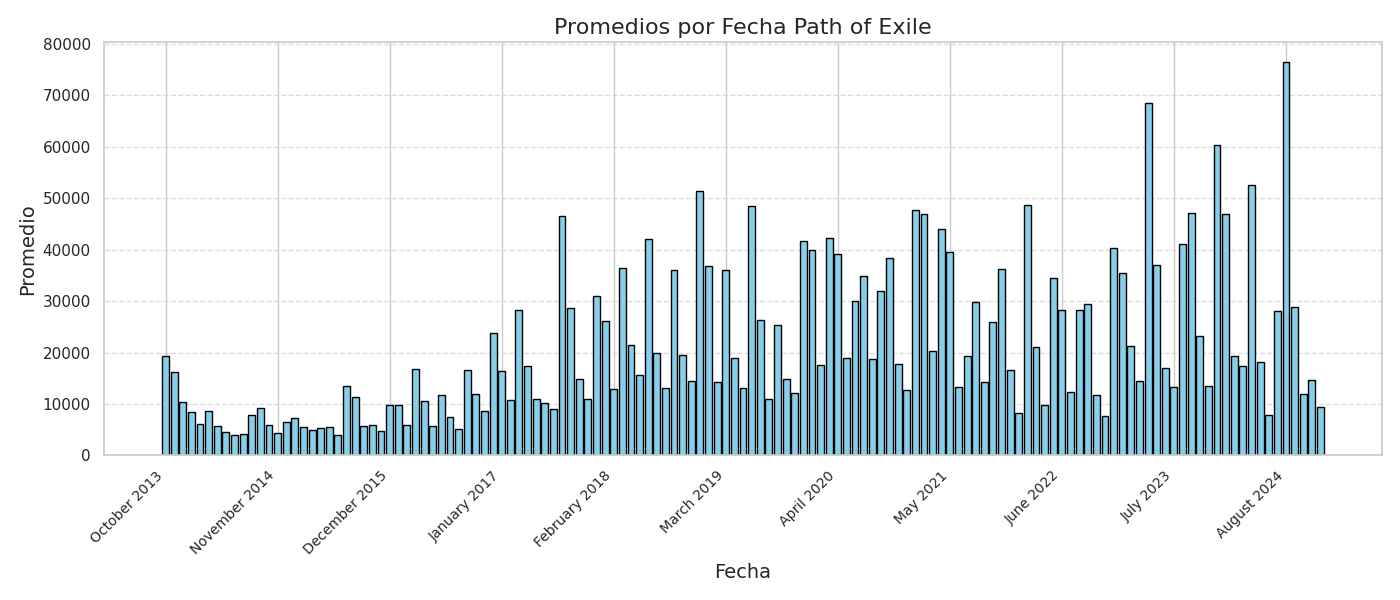 Promedios por Fecha Path of Exile
Promedio
80000
70000
60000
50000
40000
30000
20000
10000
0
October 2013
November 2014
December 2015
January 2017
February 2018
March 2019
April 2020
May 2021
June 2022
July 2023
August 2024
Fecha